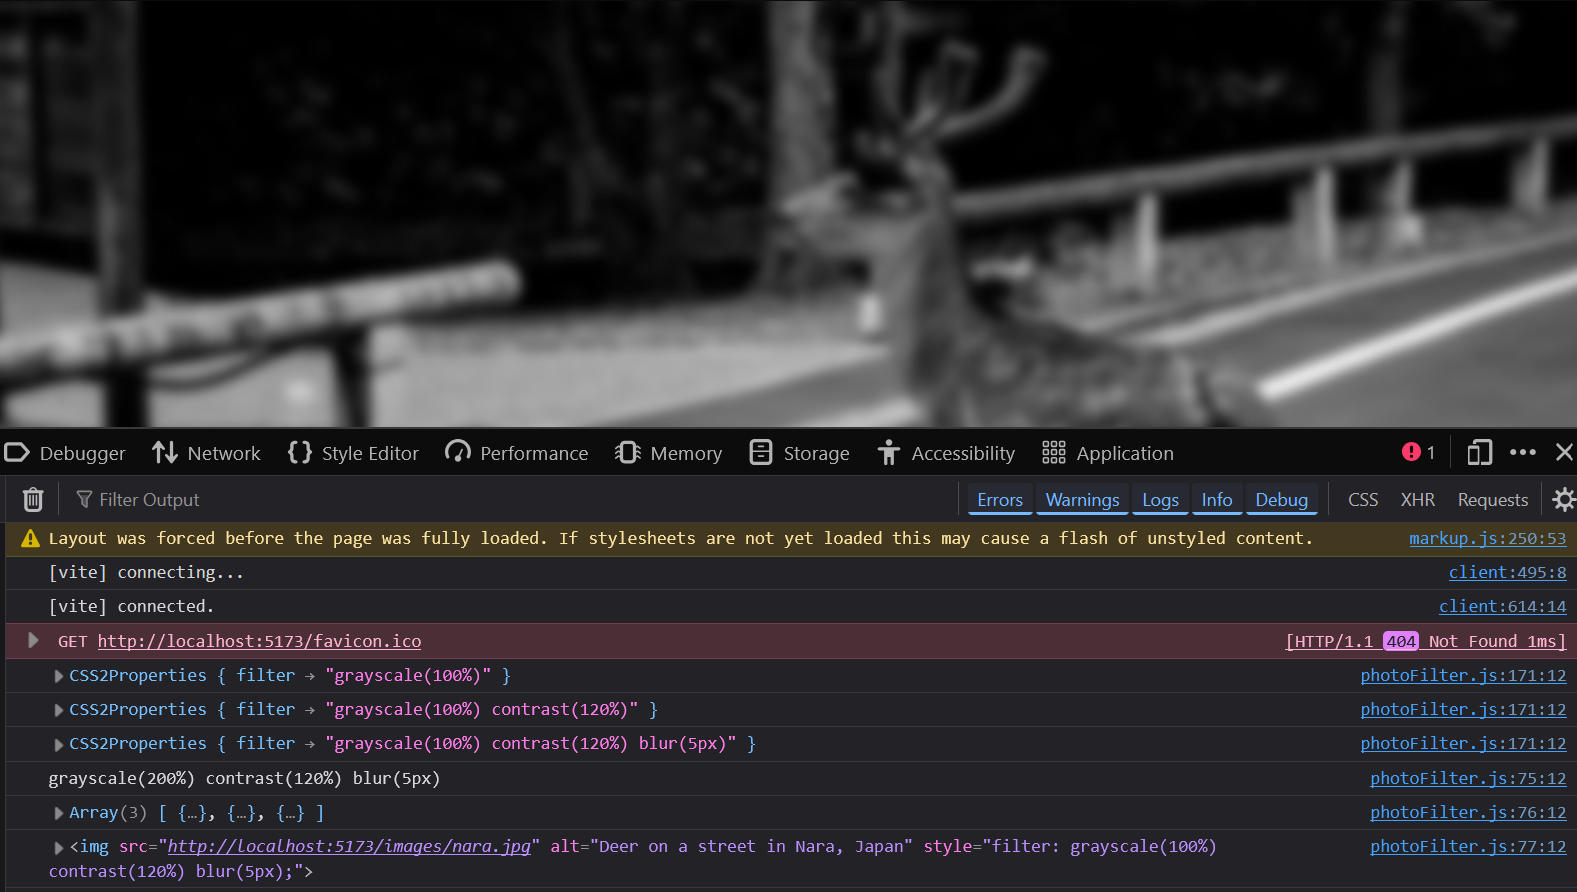 Debugger Network Style Editor Performance Memory Storage Accessibility Application 1
Filter Output Errors Warnings Logs Info Debug CSS XHR Requests
Layout was forced before the page was fully loaded. If stylesheets are not yet loaded this may cause a flash of unstyled content. markup.js:250:53
[vite] connecting... client:495:8
[vite] connected. client:614:14
GET http://localhost:5173/favicon.ico [HTTP/1.1 404 Not Found 1ms]
CSS2Properties { filter → "grayscale(100%)" } photoFilter.js:171:12
CSS2Properties { filter → "grayscale(100%) contrast(120%)" } photoFilter.js:171:12
CSS2Properties { filter → "grayscale(100%) contrast(120%) blur(5px)" } photoFilter.js:171:12
grayscale(200%) contrast(120%) blur(5px) photoFilter.js:75:12
Array(3) [ {…}, {…}, {…} ] photoFilter.js:76:12
<img src="http://localhost:5173/images/nara.jpg" alt="Deer on a street in Nara, Japan" style="filter: grayscale(100%) photoFilter.js:77:12
contrast(120%) blur(5px);">